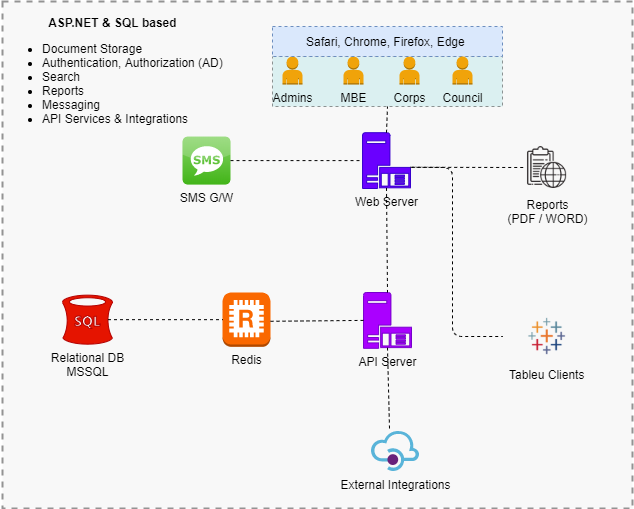 ASP.NET & SQL based
Document Storage
Authentication, Authorization (AD)
Search
Reports
Messaging
API Services & Integrations
Safari, Chrome, Firefox, Edge
Admins
MBE
Corps
Council
SMS
SMS G/W
Web Server
Reports
(PDF / WORD)
SQL
Relational DB
MSSQL
R
Redis
API Server
Tableu Clients
External Integrations